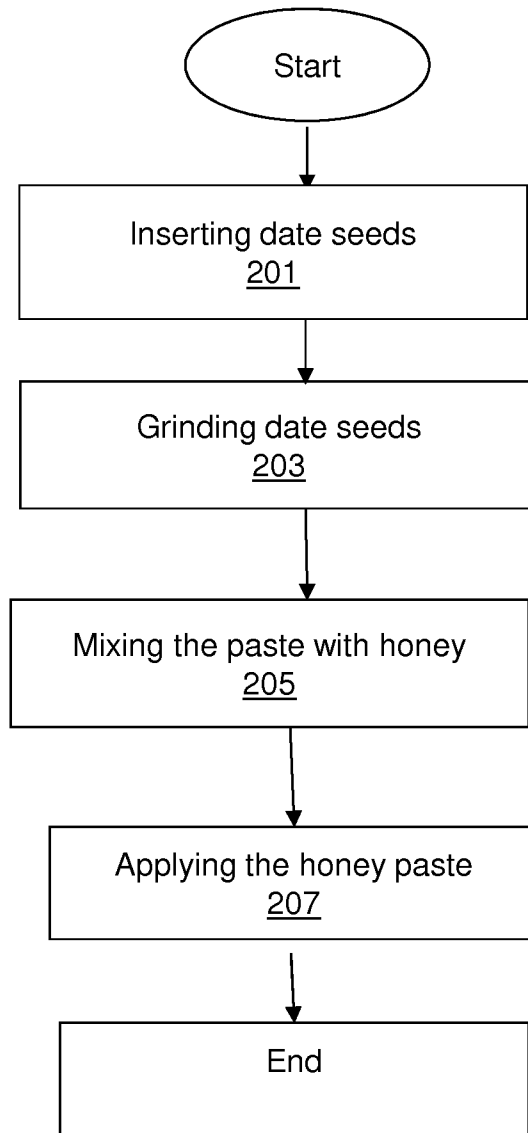 Start
Inserting date seeds
201
Grinding date seeds
203
Mixing the paste with honey
205
Applying the honey paste
207
End